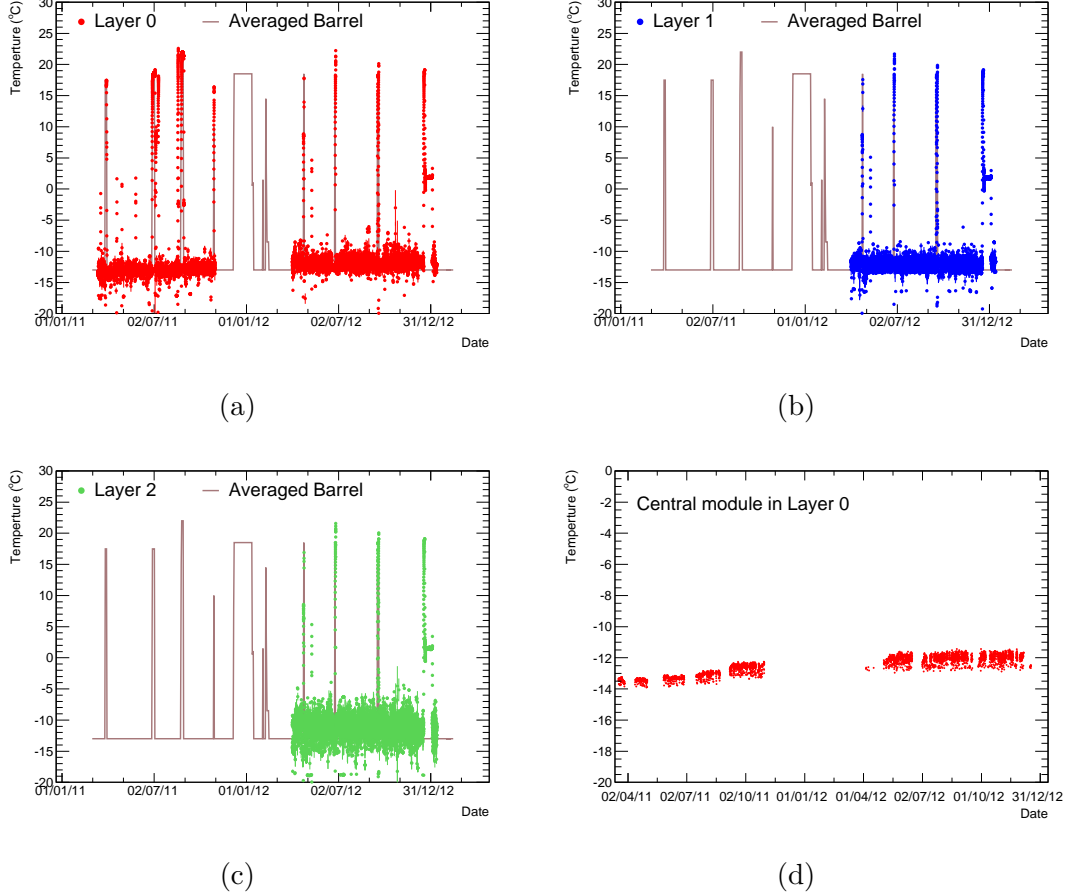 Temperture (°C)
30
25
20
15
10
5
0
-5
-10
-15
-20
Layer 0
Averaged Barrel
01/01/11 02/07/11 01/01/12 02/07/12 31/12/12
Date
(a)
Temperture (°C)
30
25
20
15
10
5
0
-5
-10
-15
-20
Layer 1
Averaged Barrel
01/01/11 02/07/11 01/01/12 02/07/12 31/12/12
Date
(b)
Temperture (°C)
30
25
20
15
10
5
0
-5
-10
-15
-20
Layer 2
Averaged Barrel
01/01/11 02/07/11 01/01/12 02/07/12 31/12/12
Date
(c)
Temperture (°C)
0
-2
-4
-6
-8
-10
-12
-14
-16
-18
-20
Central module in Layer 0
02/04/11 02/07/11 02/10/11 01/01/12 01/04/12 02/07/12 01/10/12 31/12/12
Date
(d)